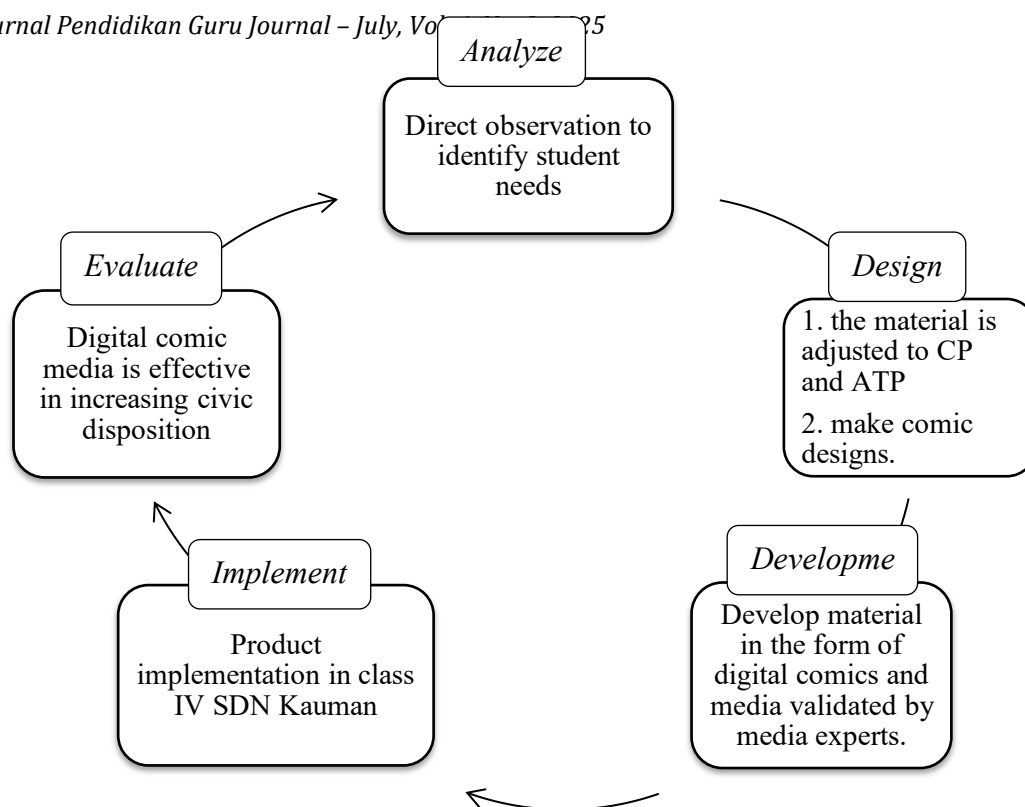 urnal Pendidikan Guru Journal – July, Vo 25
Analyze
Direct observation to
identify student
needs
Design
1. the material is
adjusted to CP
and ATP
2. make comic
designs.
Developme
Develop material
in the form of
digital comics and
media validated by
media experts.
Implement
Product
implementation in class
IV SDN Kauman
Evaluate
Digital comic
media is effective
in increasing civic
disposition